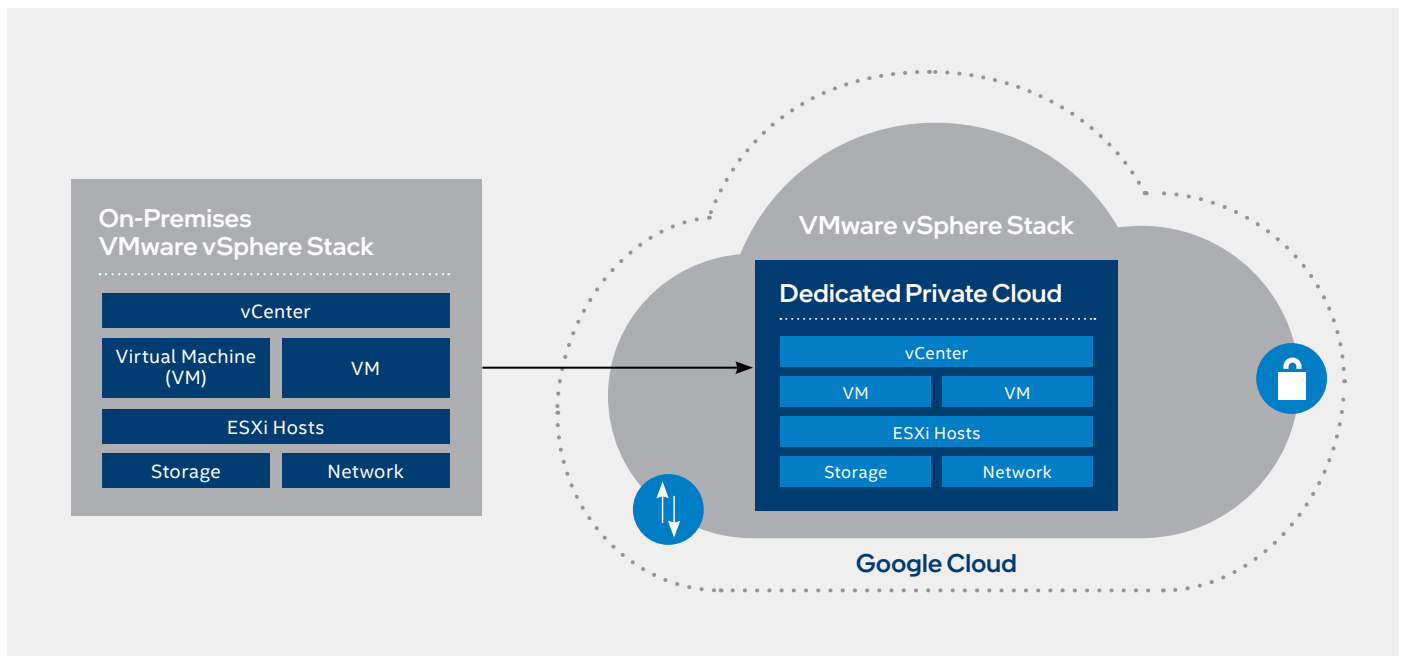 On-Premises
VMware vSphere Stack
vCenter
Virtual Machine
(VM)
VM
ESXi Hosts
Storage
Network
VMware vSphere Stack
Dedicated Private Cloud
vCenter
VM
VM
ESXi Hosts
Storage
Network
Google Cloud